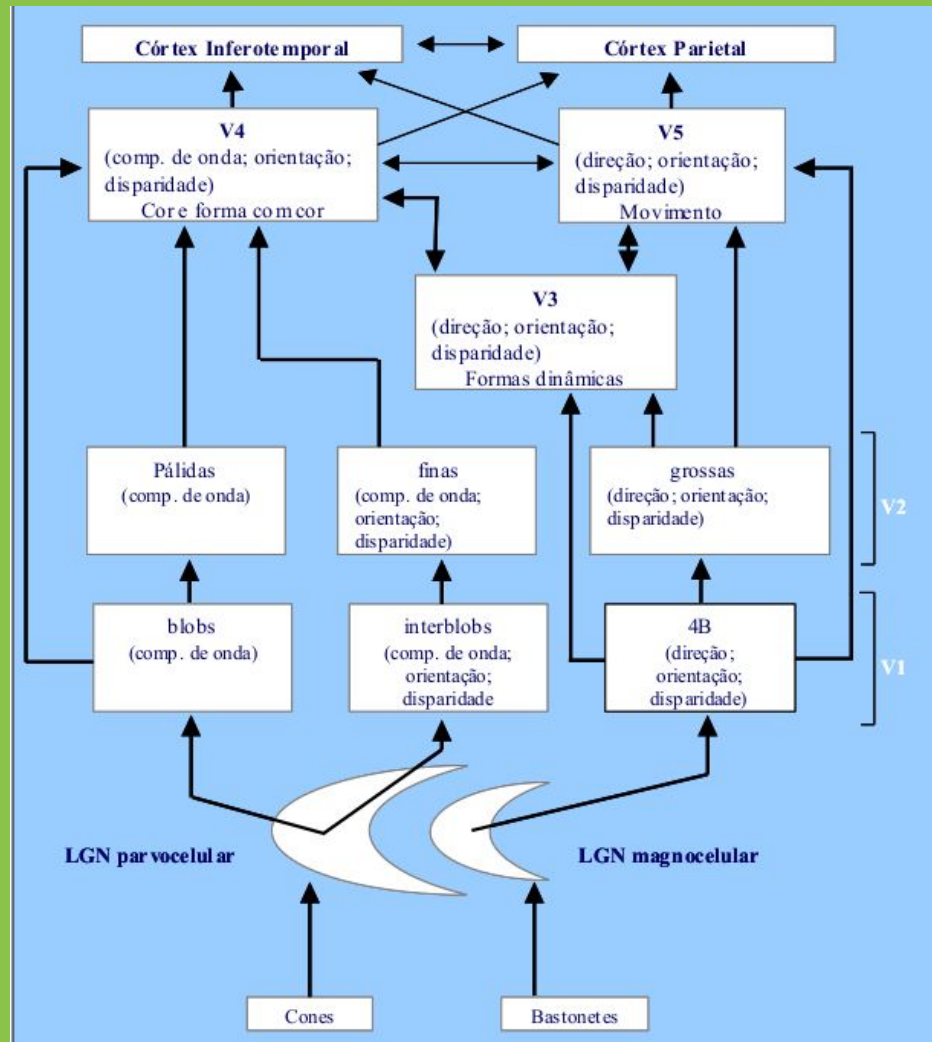 Córtex Inferotemporal
Córtex Parietal
V4
(comp. de onda; orientação;
disparidade)
Cor e forma com cor
V5
(direção; orientação;
disparidade)
Movimento
V3
(direção; orientação;
disparidade)
Formas dinâmicas
Pálidas
(comp. de onda)
finas
(comp. de onda;
orientação;
disparidade)
grossas
(direção; orientação;
disparidade)
V2
blobs
(comp. de onda)
interblobs
(comp. de onda;
orientação;
disparidade
4B
(direção;
orientação;
disparidade)
V1
LGN parvocelular
LGN magnocelular
Cones
Bastonetes